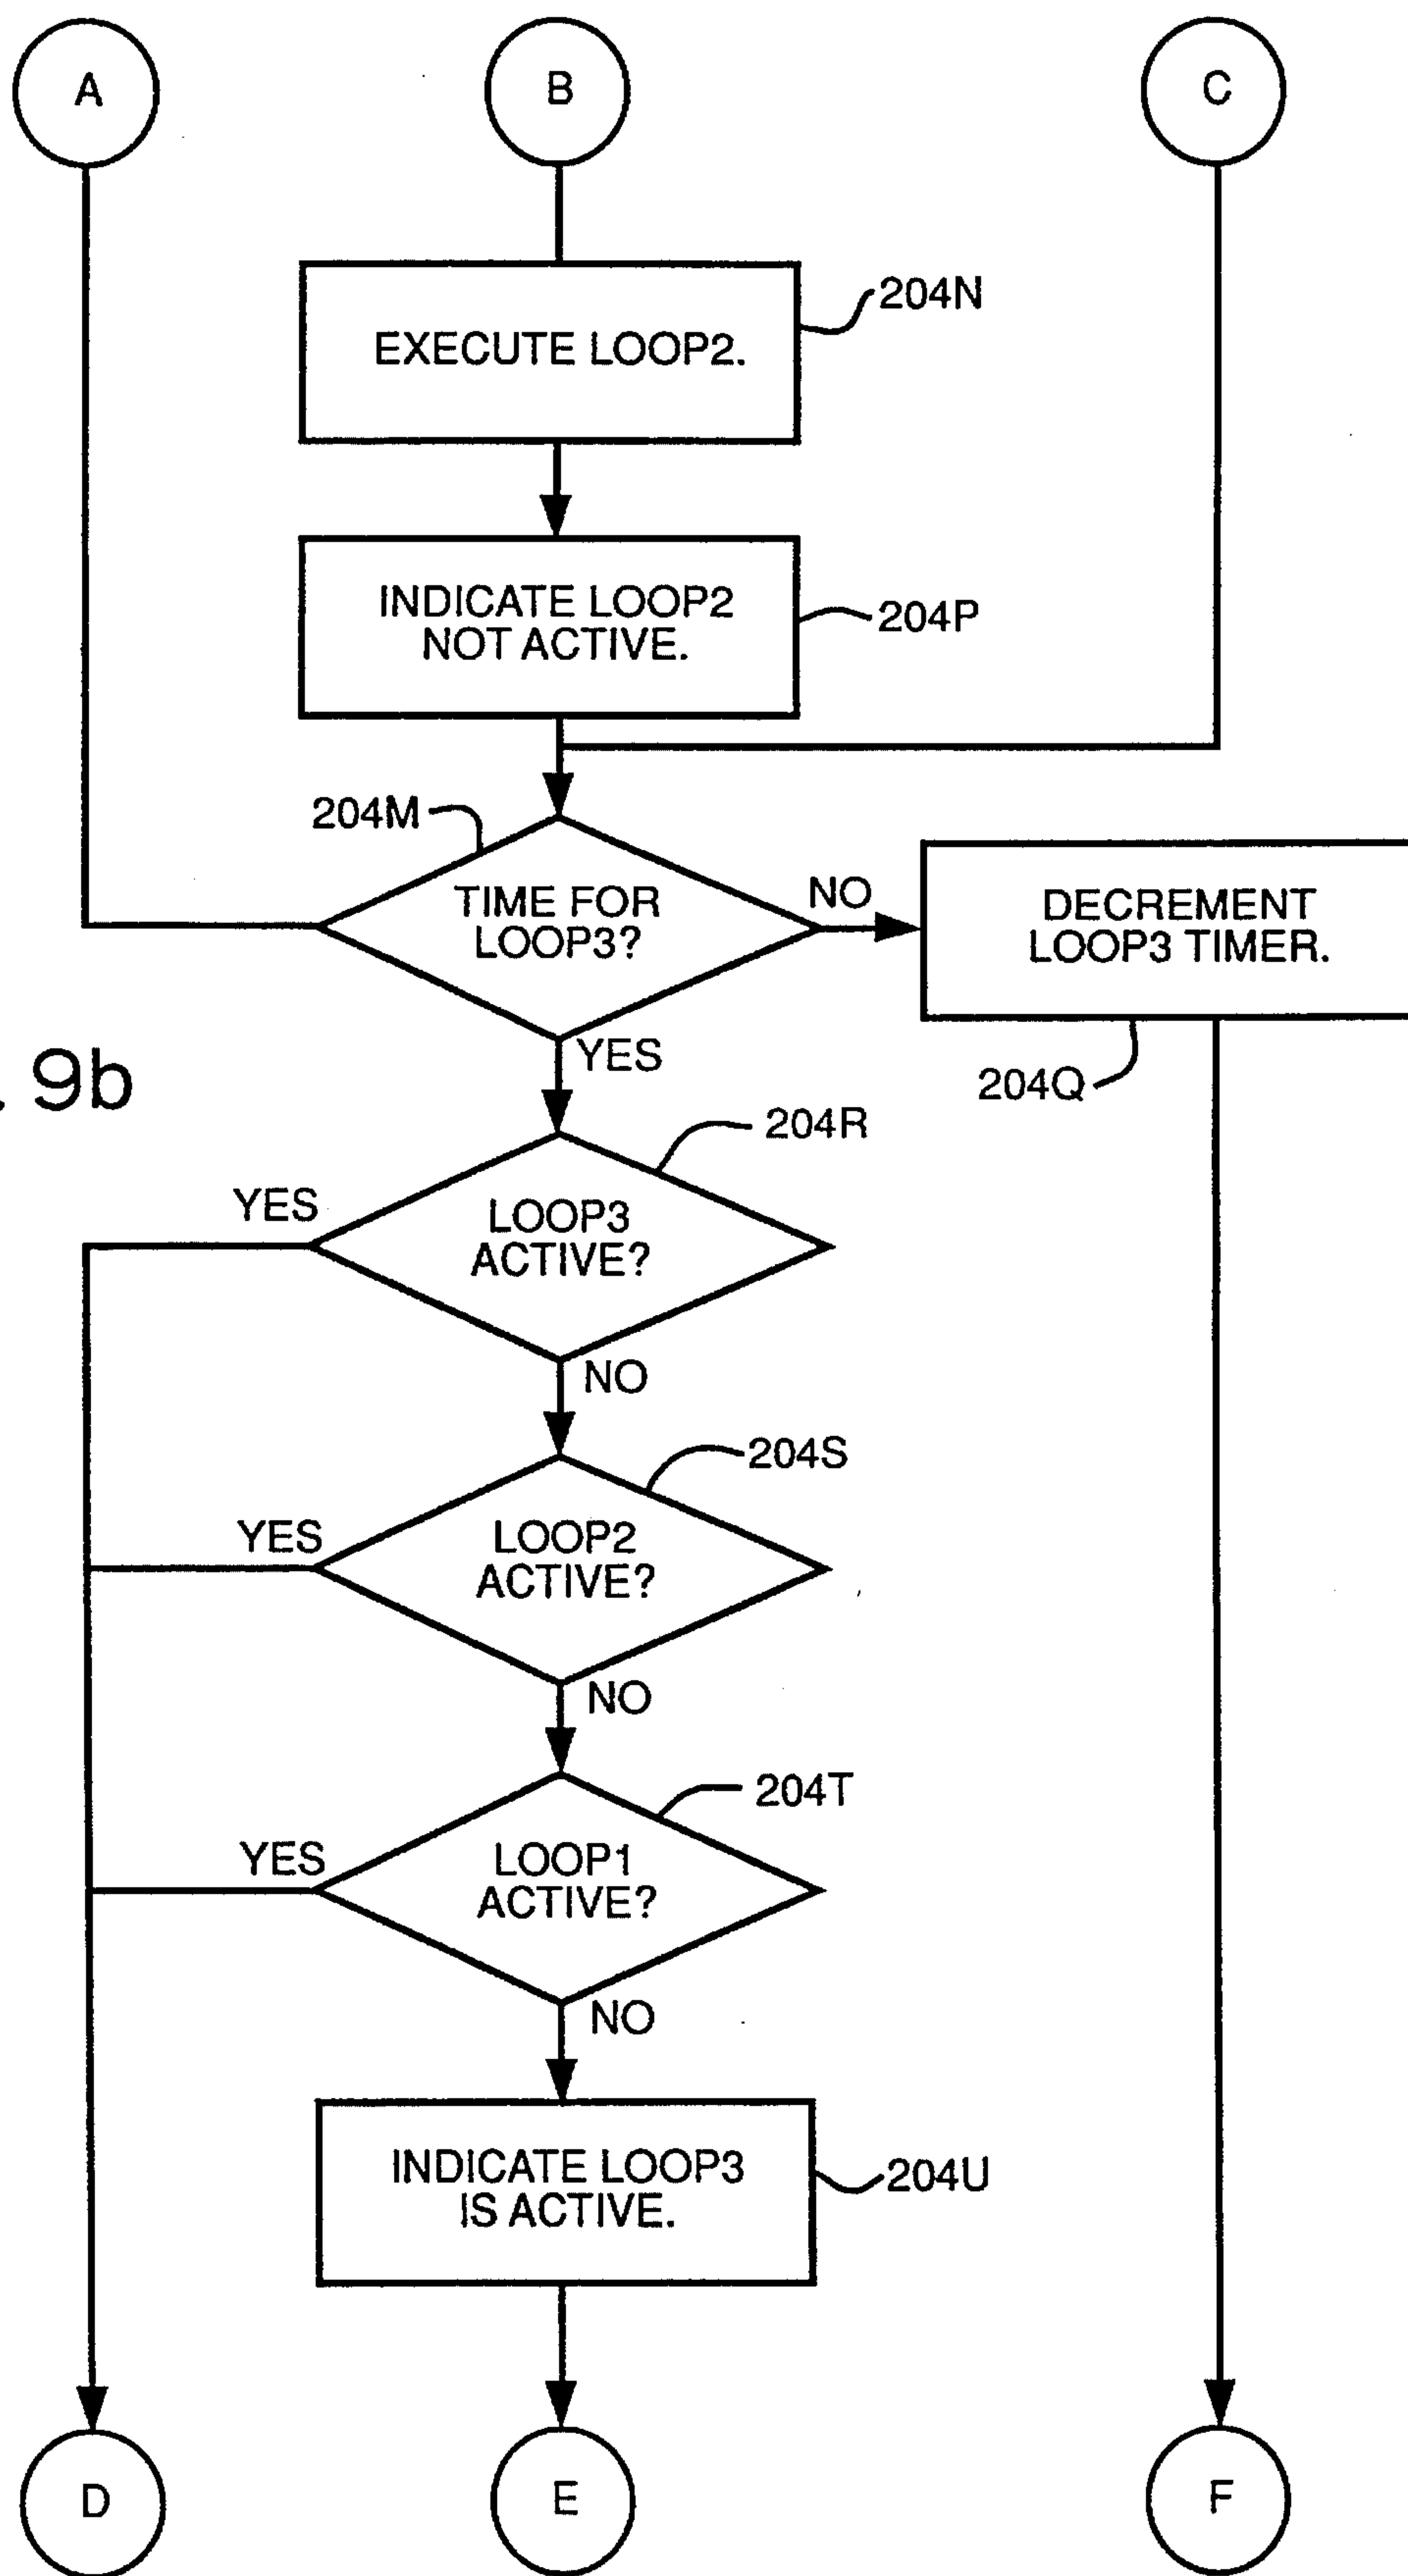 A
B
C
EXECUTE LOOP2.
204N
INDICATE LOOP2
NOT ACTIVE.
204P
204M
TIME FOR
LOOP3?
NO
DECREMENT
LOOP3 TIMER.
204Q
YES
. 9b
204R
YES
LOOP3
ACTIVE?
NO
204S
YES
LOOP2
ACTIVE?
NO
204T
YES
LOOP1
ACTIVE?
NO
INDICATE LOOP3
IS ACTIVE.
204U
D
E
F